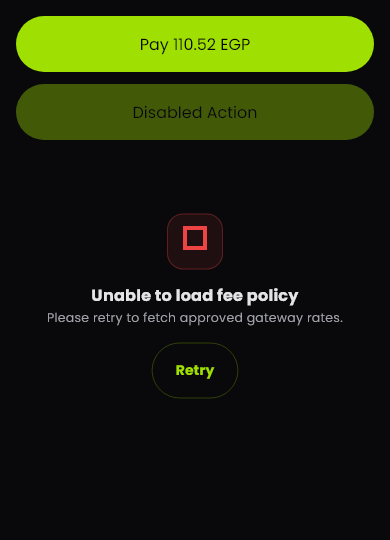 Pay 110.52 EGP
Disabled Action
Unable to load fee policy
Please retry to fetch approved gateway rates.
Retry